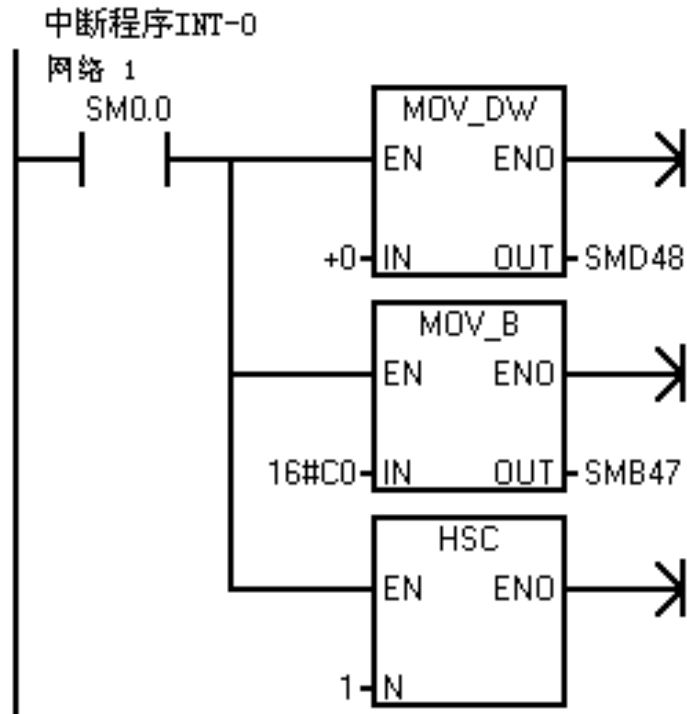 中断程序INT-0
网络 1
SM0.0
MOV_DW
EN ENO
+0 IN OUT SMD48
MOV_B
EN ENO
16#C0 IN OUT SMB47
HSC
EN ENO
1 N